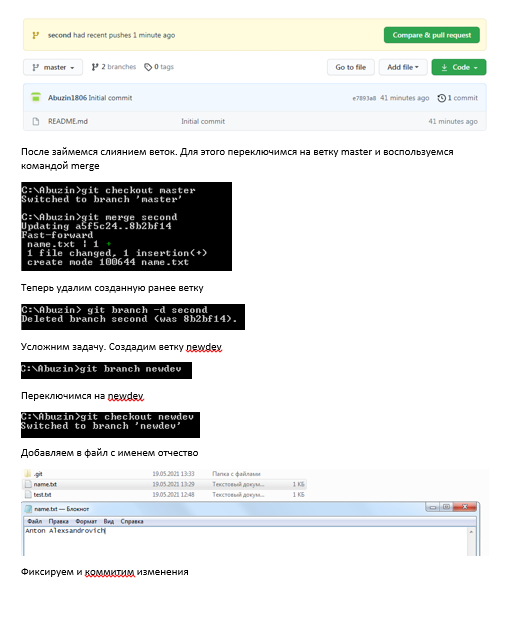 second had recent pushes 1 minute ago Compare & pull request
master 2 branches 0 tags Go to file Add file Code
Abuzin1806 Initial commit e7893a8 41 minutes ago 1 commit
README.md Initial commit 41 minutes ago
После займемся слиянием веток. Для этого переключимся на ветку master и воспользуемся
командой merge
C:\Abuzin>git checkout master
Switched to branch 'master'
C:\Abuzin>git merge second
Updating a5f5c24..8b2bf14
Fast-forward
name.txt | 1 +
1 file changed, 1 insertion(+)
create mode 100644 name.txt
Теперь удалим созданную ранее ветку
C:\Abuzin> git branch -d second
Deleted branch second (was 8b2bf14).
Усложним задачу. Создадим ветку newdev
C:\Abuzin>git branch newdev
Переключимся на newdev
C:\Abuzin>git checkout newdev
Switched to branch 'newdev'
Добавляем в файл с именем отчество
.git 19.05.2021 13:33 Папка с файлами
name.txt 19.05.2021 13:29 Текстовый докум... 1 КБ
test.txt 19.05.2021 12:48 Текстовый докум... 1 КБ
name.txt — Блокнот
Файл Правка Формат Вид Справка
Anton Alexsandrovich
Фиксируем и коммитим изменения